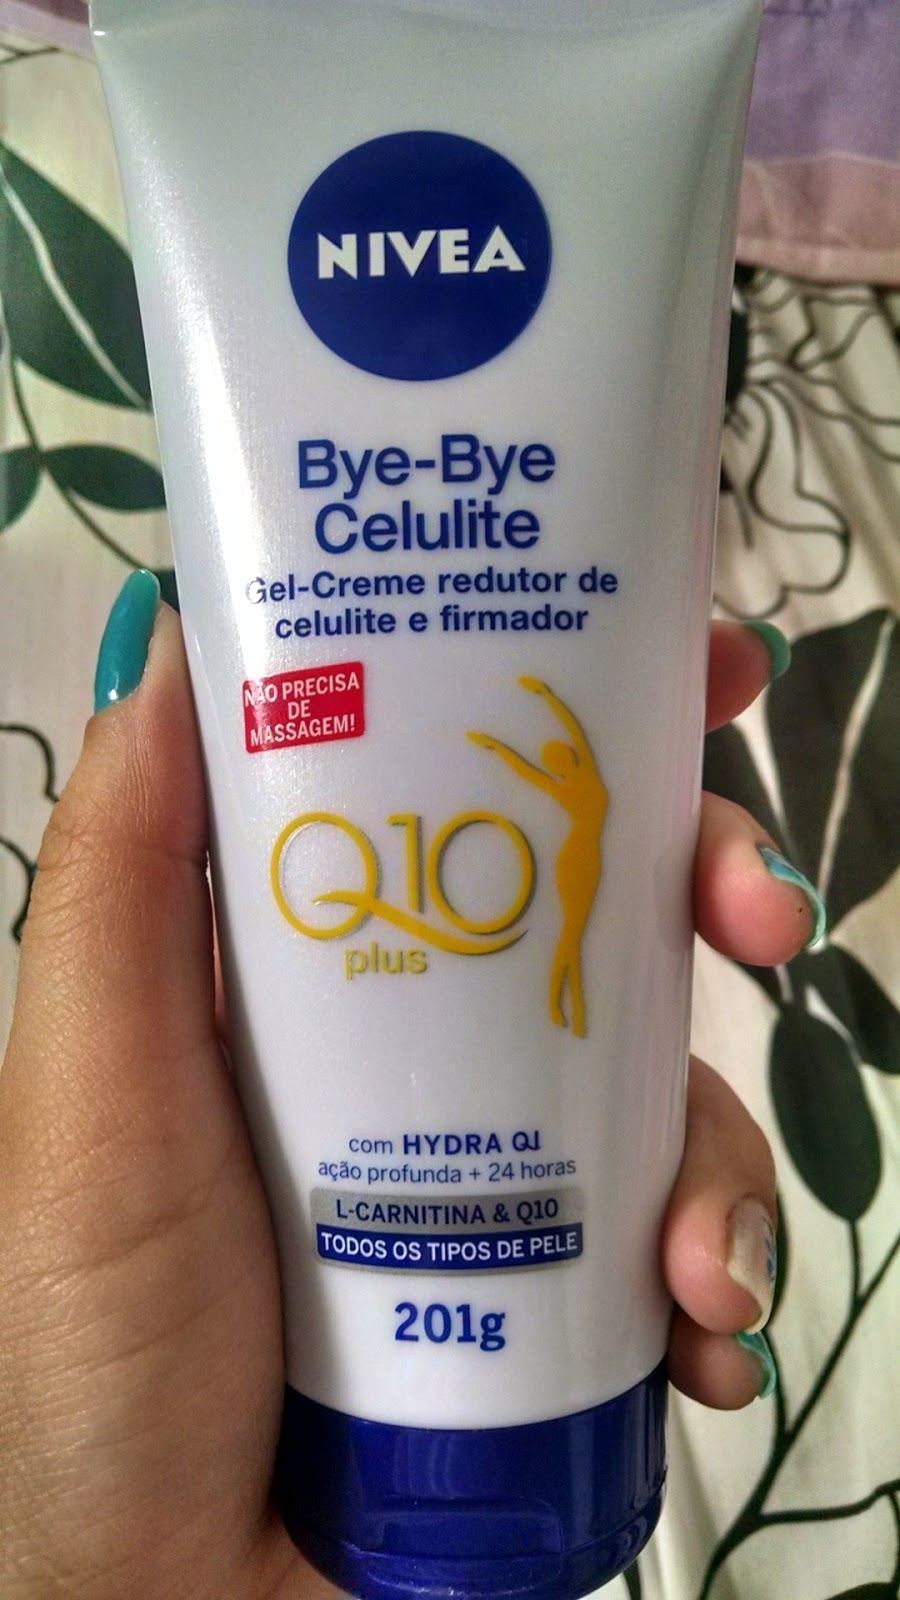 NIVEA
Bye-Bye
Celulite
Gel-Creme redutor de
celulite e firmador
NÃO PRECISA
DE
MASSAGEM!
Q10
plus
com HYDRA QI
ação profunda + 24 horas
L-CARNITINA & Q10
TODOS OS TIPOS DE PELE
201g